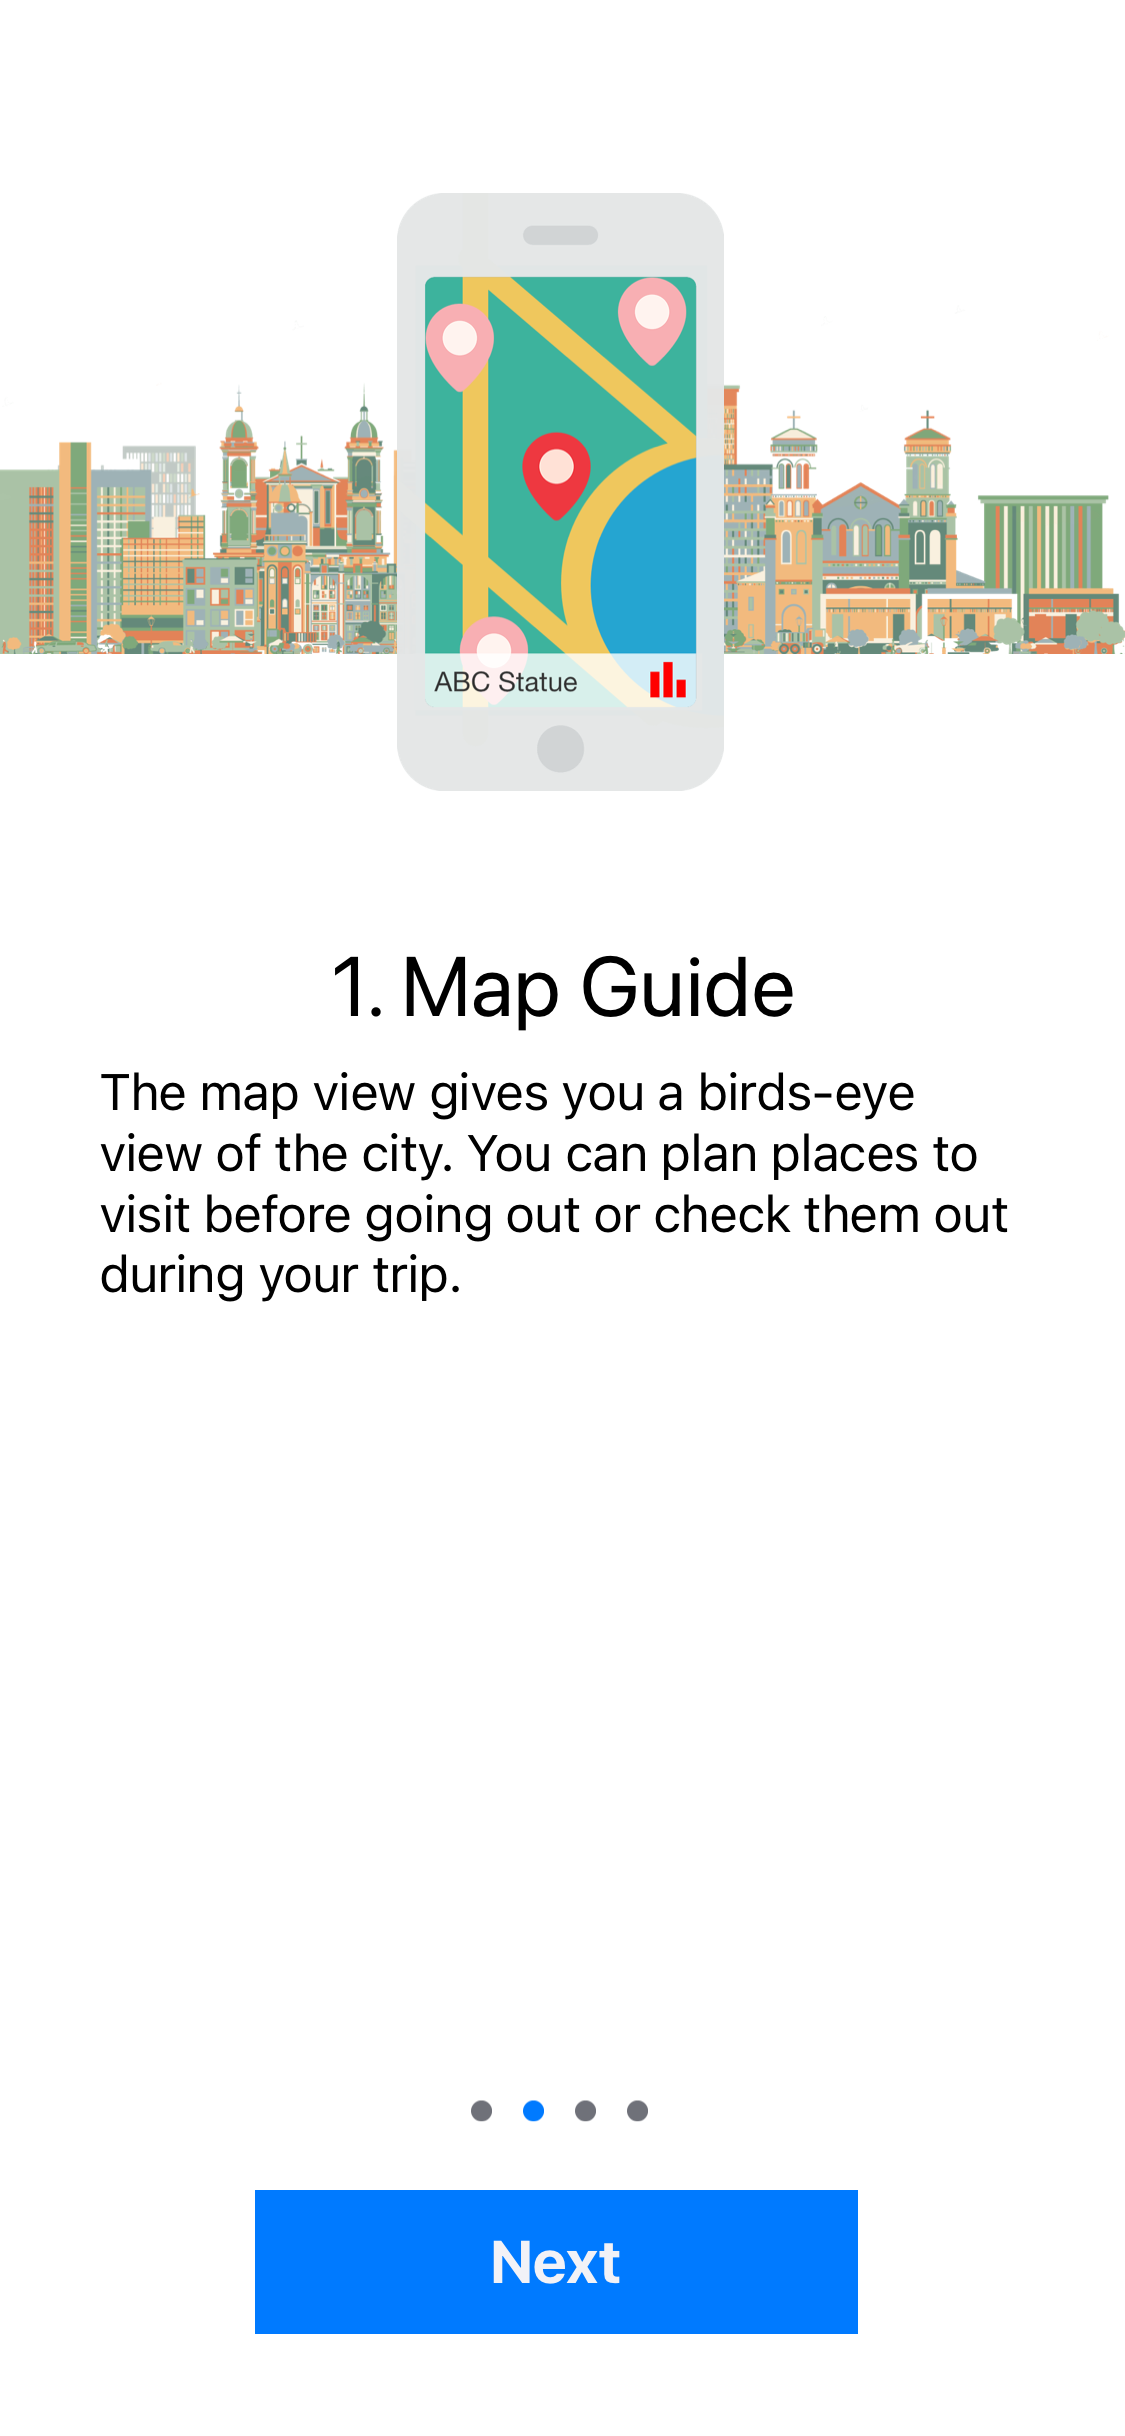 ABC Statue
1. Map Guide
The map view gives you a birds-eye
view of the city. You can plan places to
visit before going out or check them out
during your trip.
Next